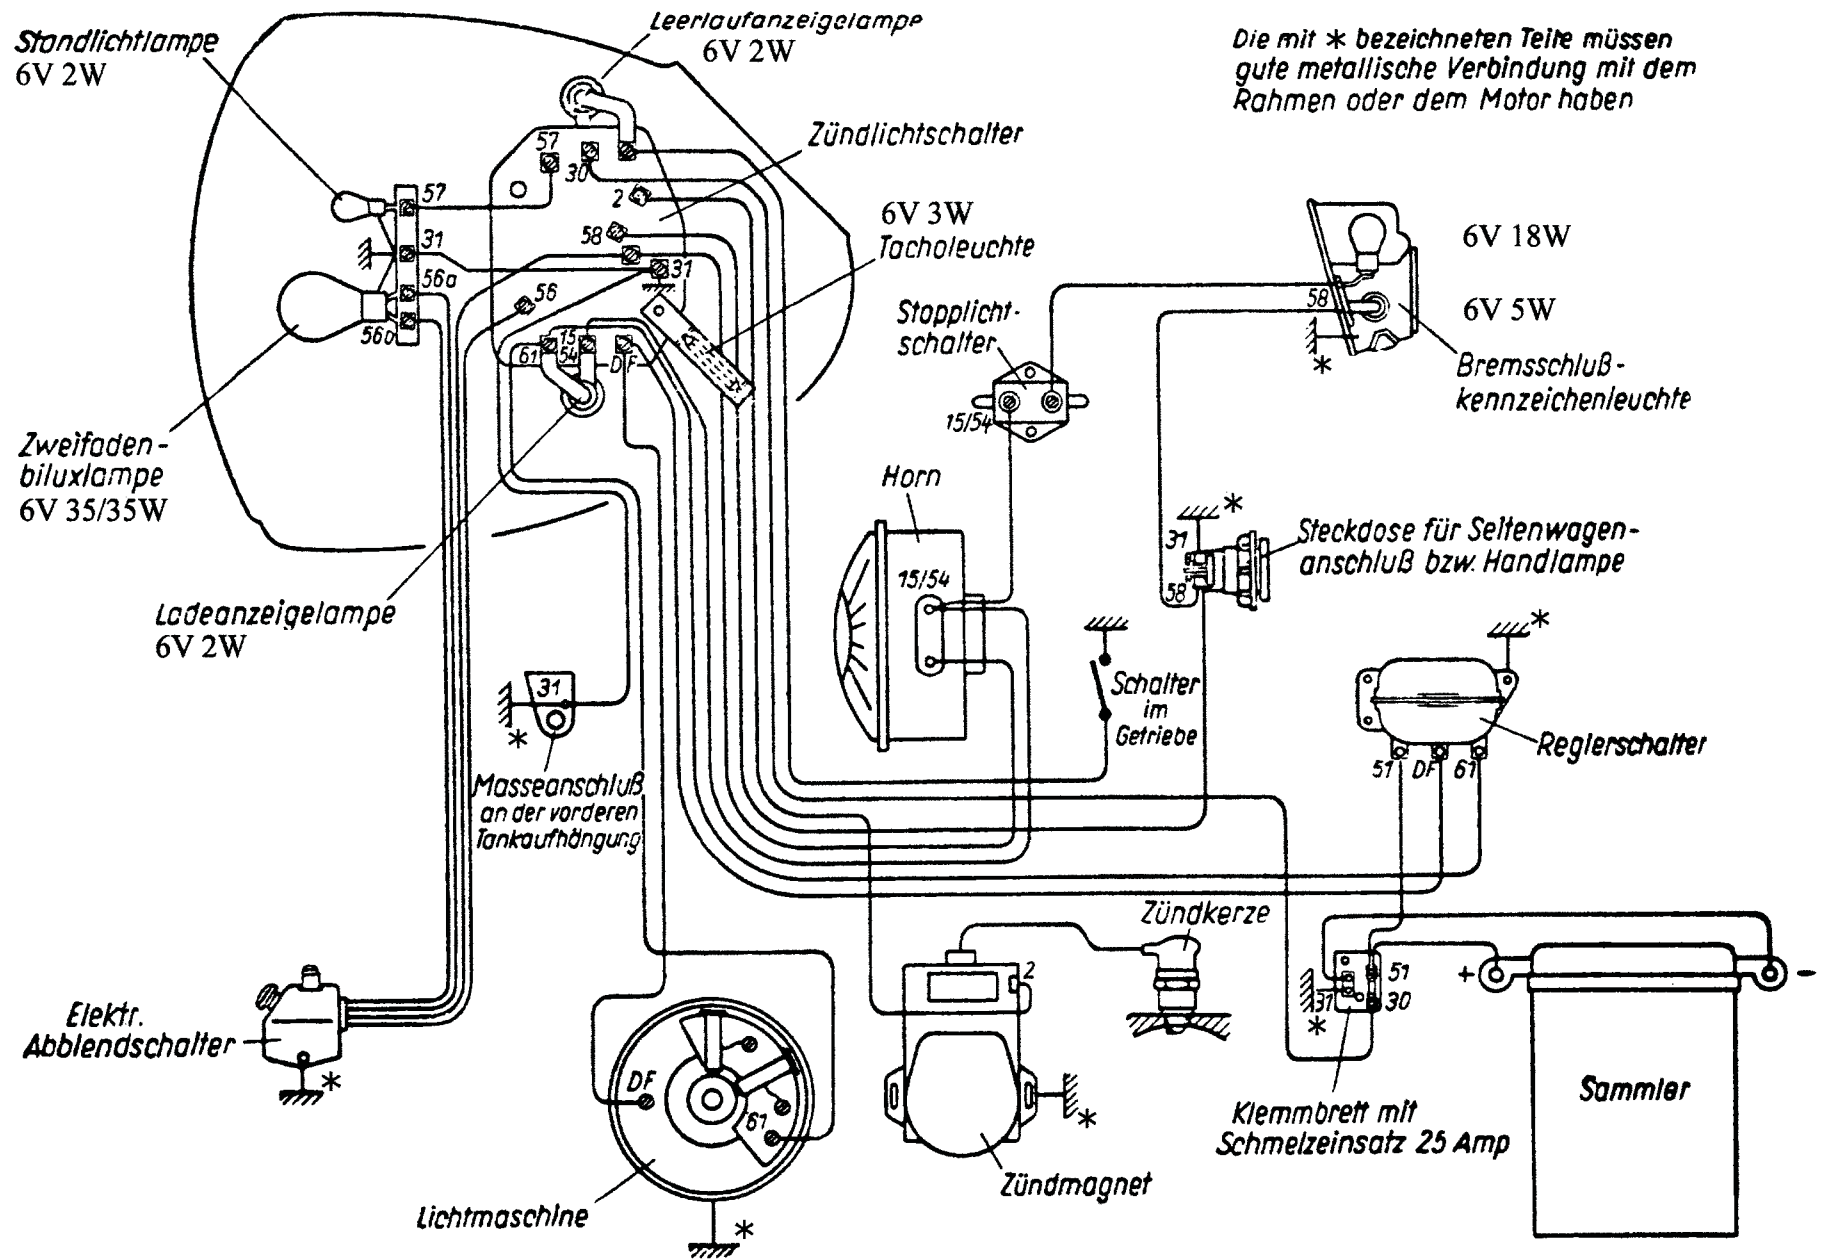 Standlichtlampe
6V 2W
Leerlaufanzeigelampe
6V 2W
Die mit * bezeichneten Teile müssen
gute metallische Verbindung mit dem
Rahmen oder dem Motor haben
Zündlichtschalter
57
30
2
58
31
56
61
15
54
DF
57
31
56a
56b
6V 3W
Tacholeuchte
Stopplicht-
schalter
15/54
58
6V 18W
6V 5W
*
Bremsschluß-
kennzeichenleuchte
Zweifaden-
biluxlampe
6V 35/35W
Ladeanzeigelampe
6V 2W
Horn
15/54
*
31
58
Steckdose für Seitenwagen-
anschluß bzw. Handlampe
Schalter
im
Getriebe
*
51
DF
61
Reglerschalter
31
*
Masseanschluß
an der vorderen
Tankaufhängung
Elektr.
Abblendschalter
*
DF
61
Lichtmaschine
*
2
Zündkerze
*
Zündmagnet
51
31
30
*
Klemmbrett mit
Schmelzeinsatz 25 Amp
+
-
Sammler